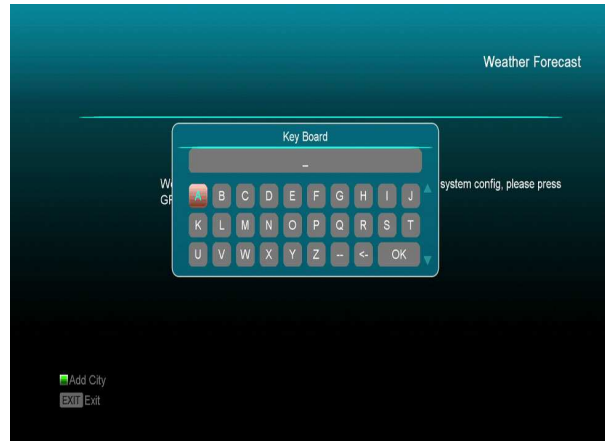 Weather Forecast
Key Board
_
system config, please press
A B C D E F G H I J
K L M N O P Q R S T
U V W X Y Z -- <- OK
Add City
EXIT Exit